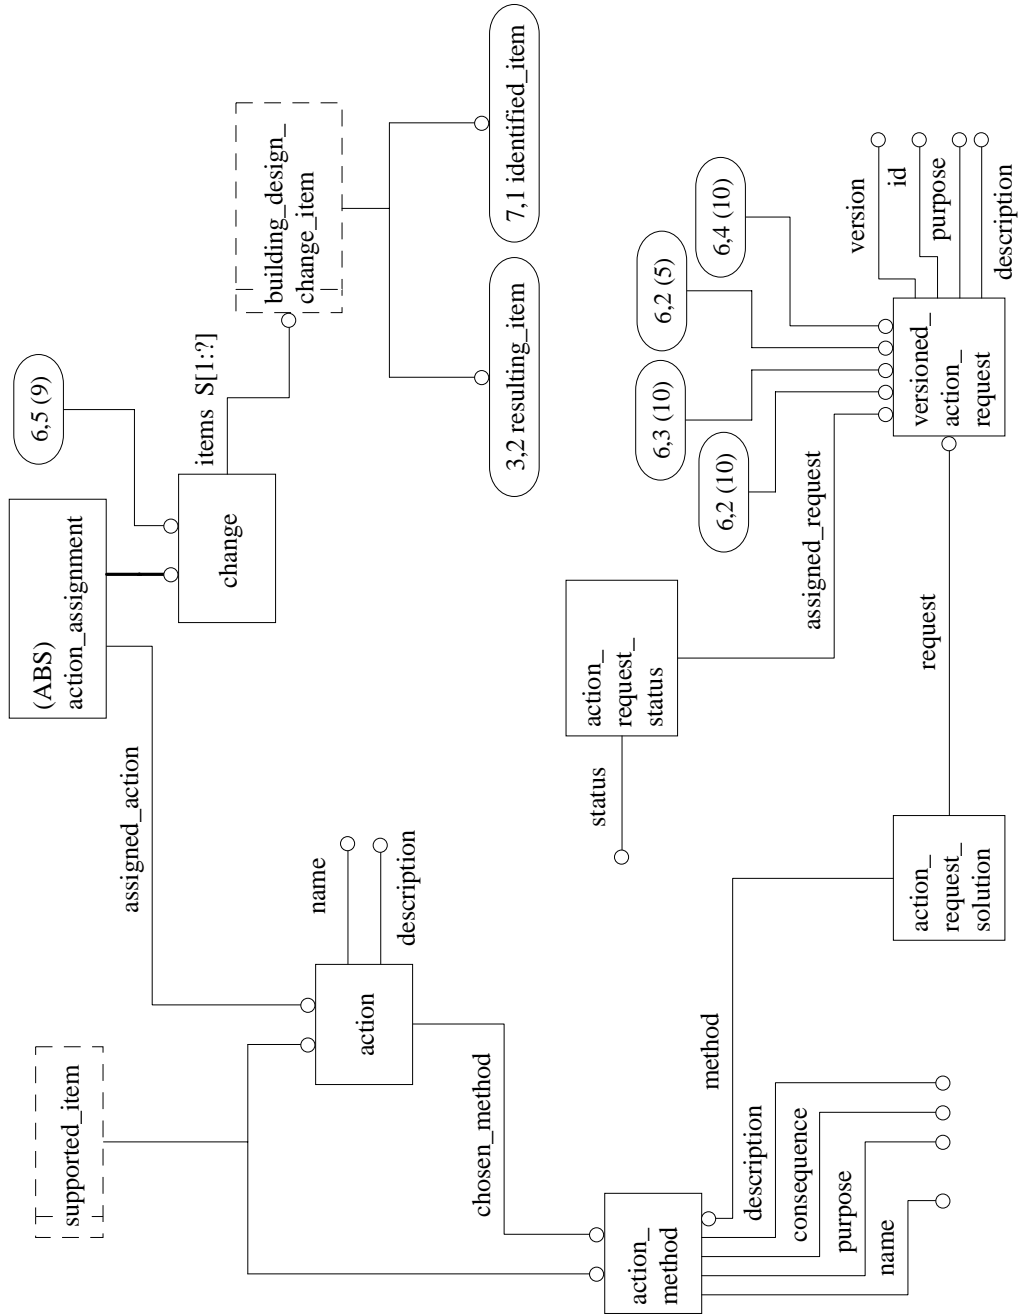 supported_item
(ABS)
action_assignment
6,5 (9)
assigned_action
change
items S[1:?]
building_design_
change_item
action
name
description
3,2 resulting_item
7,1 identified_item
chosen_method
action_
method
description
consequence
purpose
name
method
status
action_
request_
status
assigned_request
6,2 (10)
6,3 (10)
6,2 (5)
6,4 (10)
action_
request_
solution
request
versioned_
action_
request
version
id
purpose
description